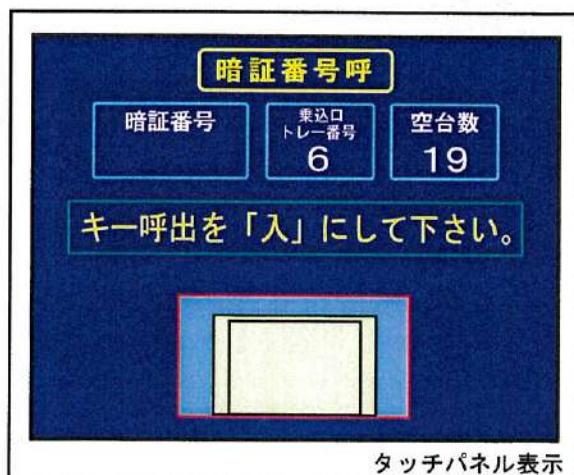 暗証番号呼
暗証番号
乗込口
トレー番号
6
空台数
19
キー呼出を「入」にして下さい。
タッチパネル表示